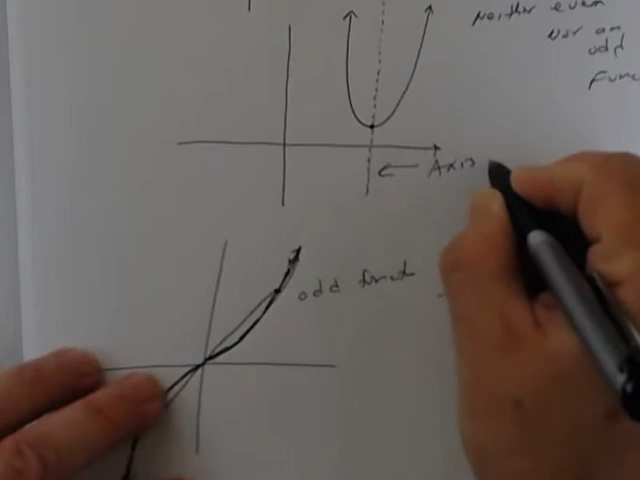 Neither even
nor an
odd
Func
Axis
odd funct